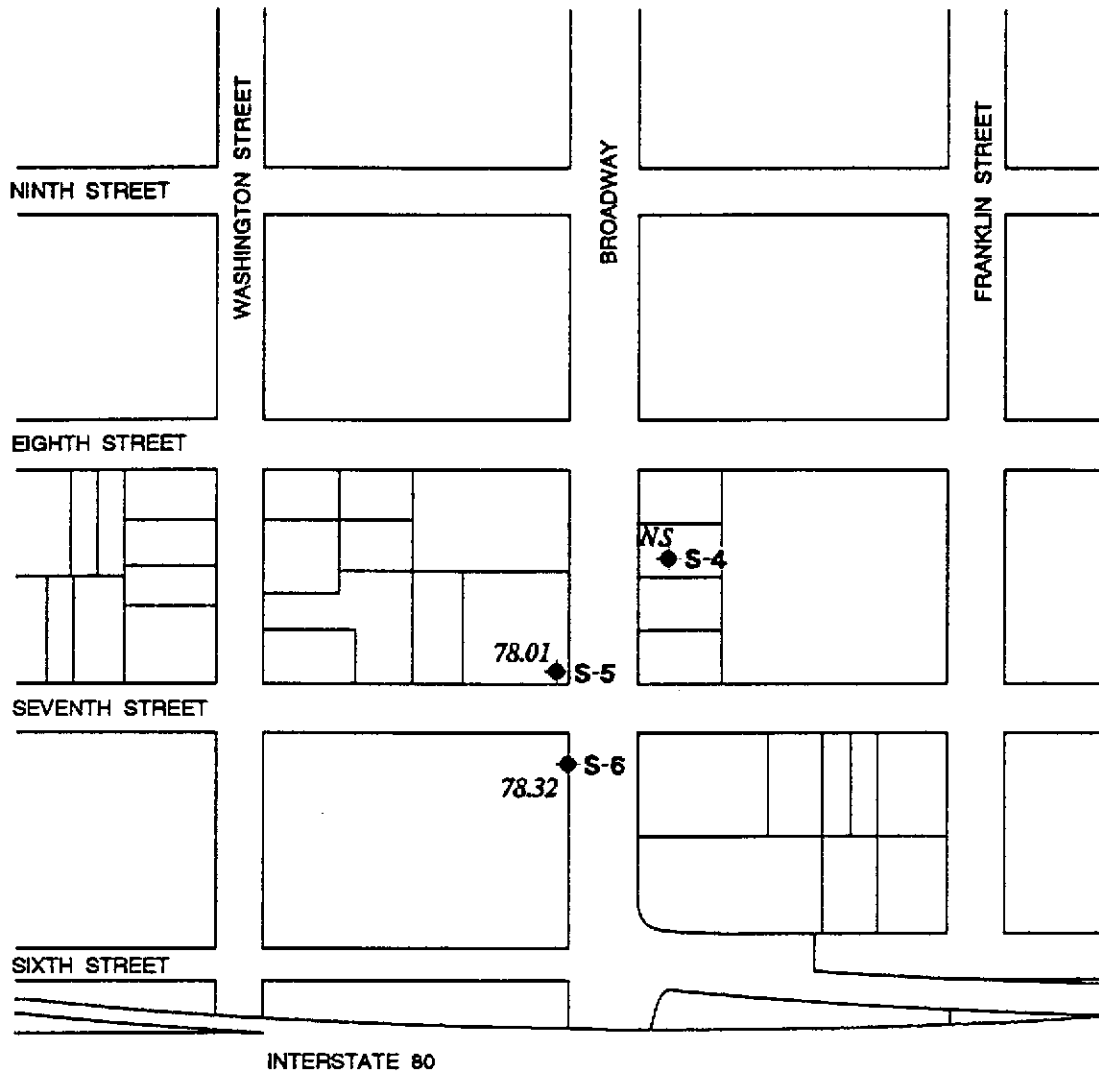 NINTH STREET
WASHINGTON STREET
BROADWAY
FRANKLIN STREET
EIGHTH STREET
NS
S-4
78.01
S-5
SEVENTH STREET
S-6
78.32
SIXTH STREET
INTERSTATE 80